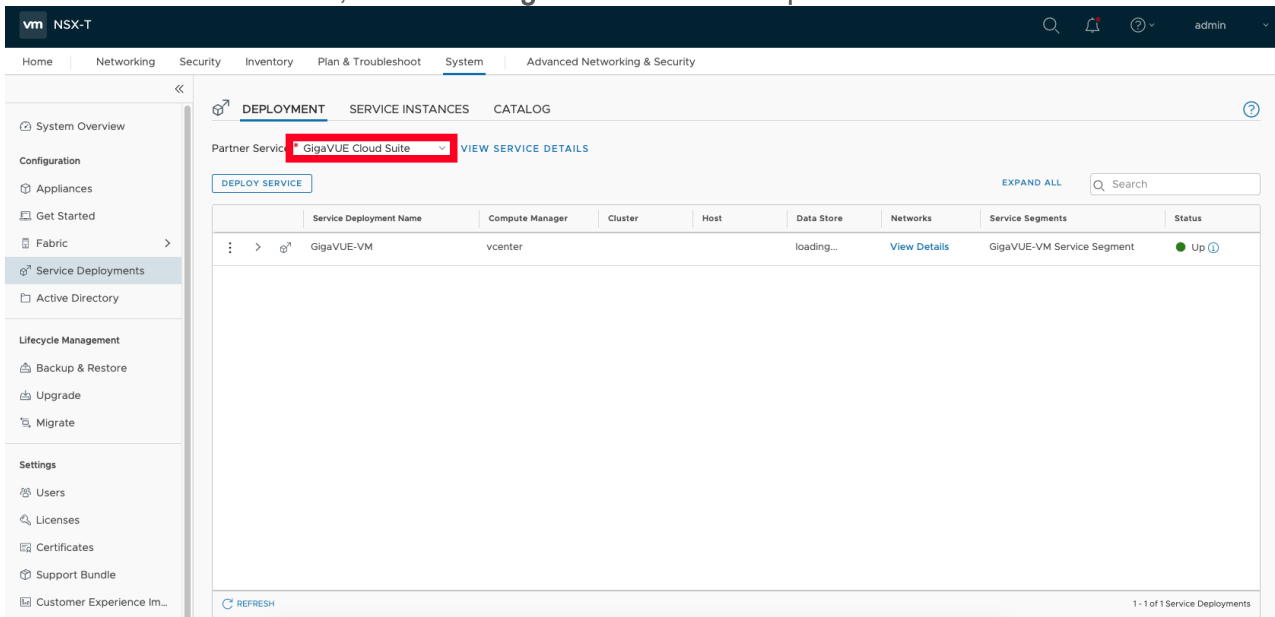 vm NSX-T admin
Home Networking Security Inventory Plan & Troubleshoot System Advanced Networking & Security
DEPLOYMENT SERVICE INSTANCES CATALOG
System Overview
Partner Service * GigaVUE Cloud Suite VIEW SERVICE DETAILS
Configuration
Appliances
DEPLOY SERVICE EXPAND ALL Search
Get Started
Service Deployment Name Compute Manager Cluster Host Data Store Networks Service Segments Status
Fabric
GigaVUE-VM vcenter loading... View Details GigaVUE-VM Service Segment Up
Service Deployments
Active Directory
Lifecycle Management
Backup & Restore
Upgrade
Migrate
Settings
Users
Licenses
Certificates
Support Bundle
Customer Experience Im...
REFRESH 1 - 1 of 1 Service Deployments